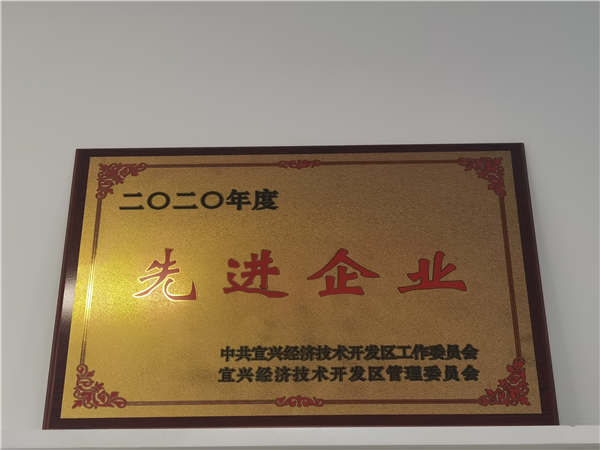 二〇二〇年度
先进企业
中共宜兴经济技术开发区工作委员会
宜兴经济技术开发区管理委员会